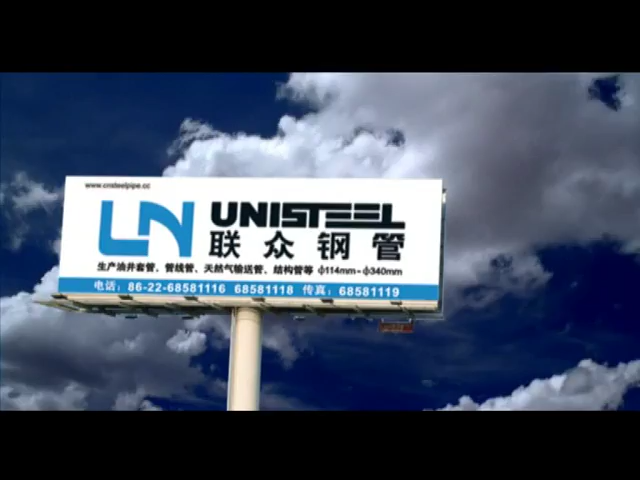 www.cnsteelpipe.cc
LN UNISTEEL
联众钢管
生产油井套管、管线管、天然气输送管、结构管等 ф114mm-ф340mm
电话：86-22-68581116 68581118 传真：68581119